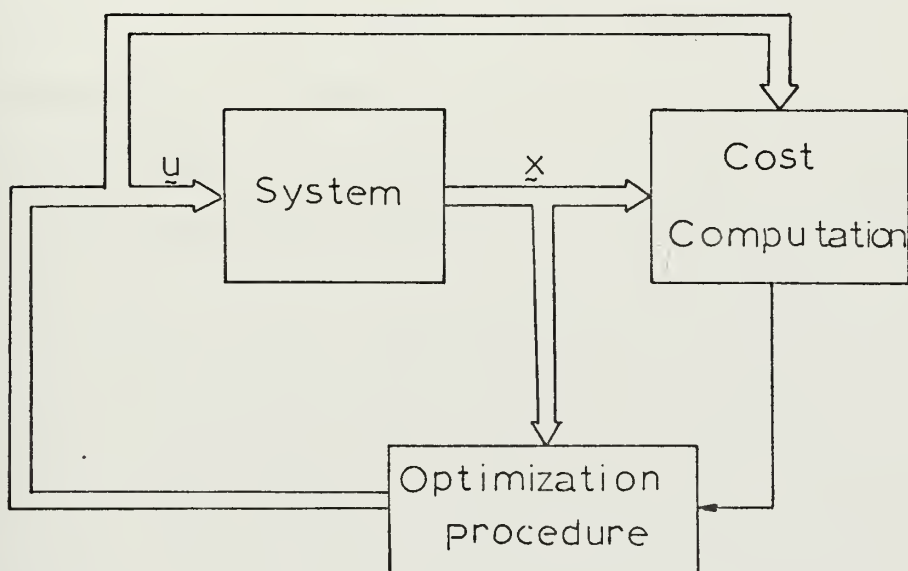 u
System
x
Cost
Computation
Optimization
procedure